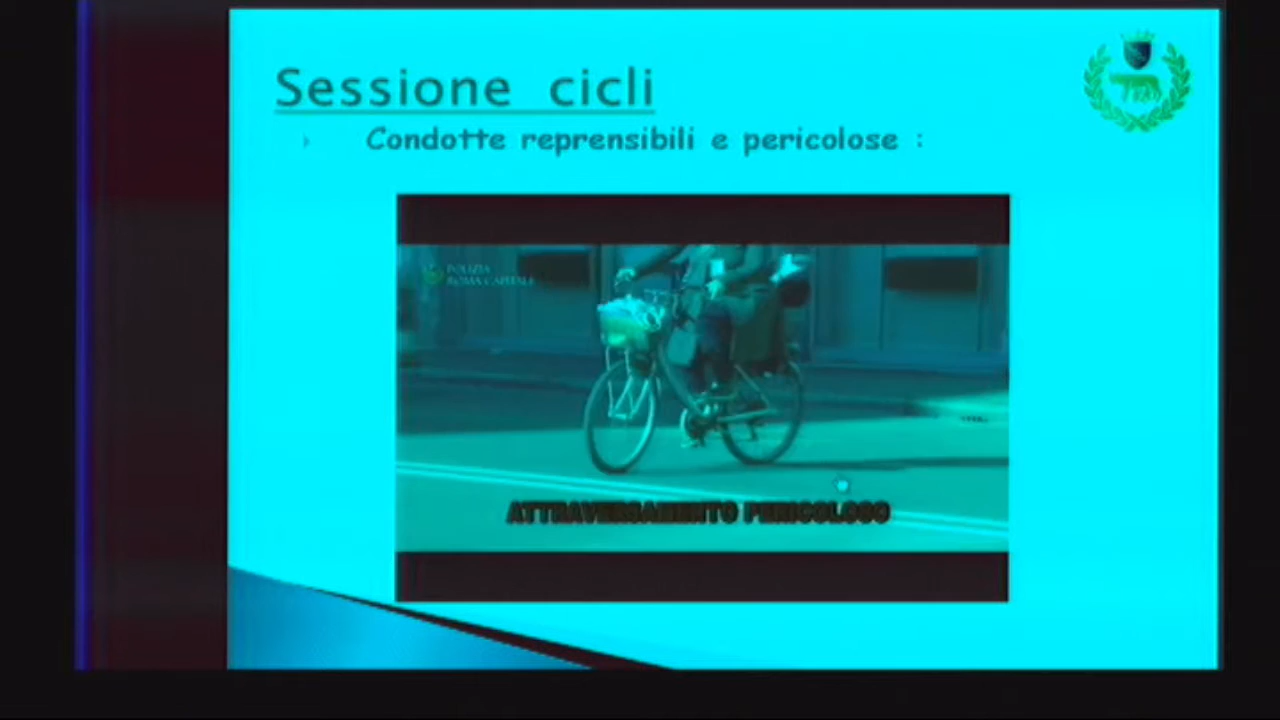 Sessione cicli
Condotte reprensibili e pericolose :
POLIZIA
ROMA CAPITALE
ATTRAVERSAMENTO PERICOLOSO